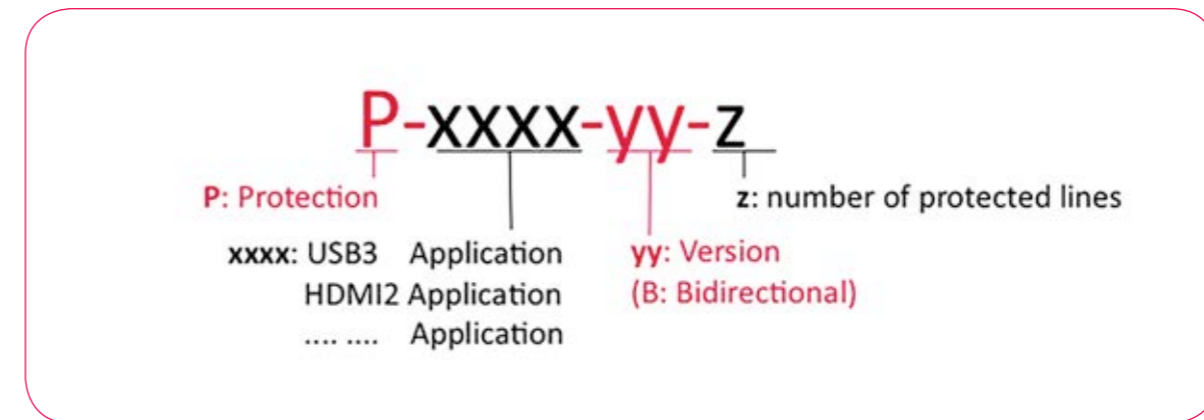 P-xxxx-yy-z
P: Protection
z: number of protected lines
xxxx: USB3 Application
yy: Version
HDMI2 Application
(B: Bidirectional)
.... .... Application